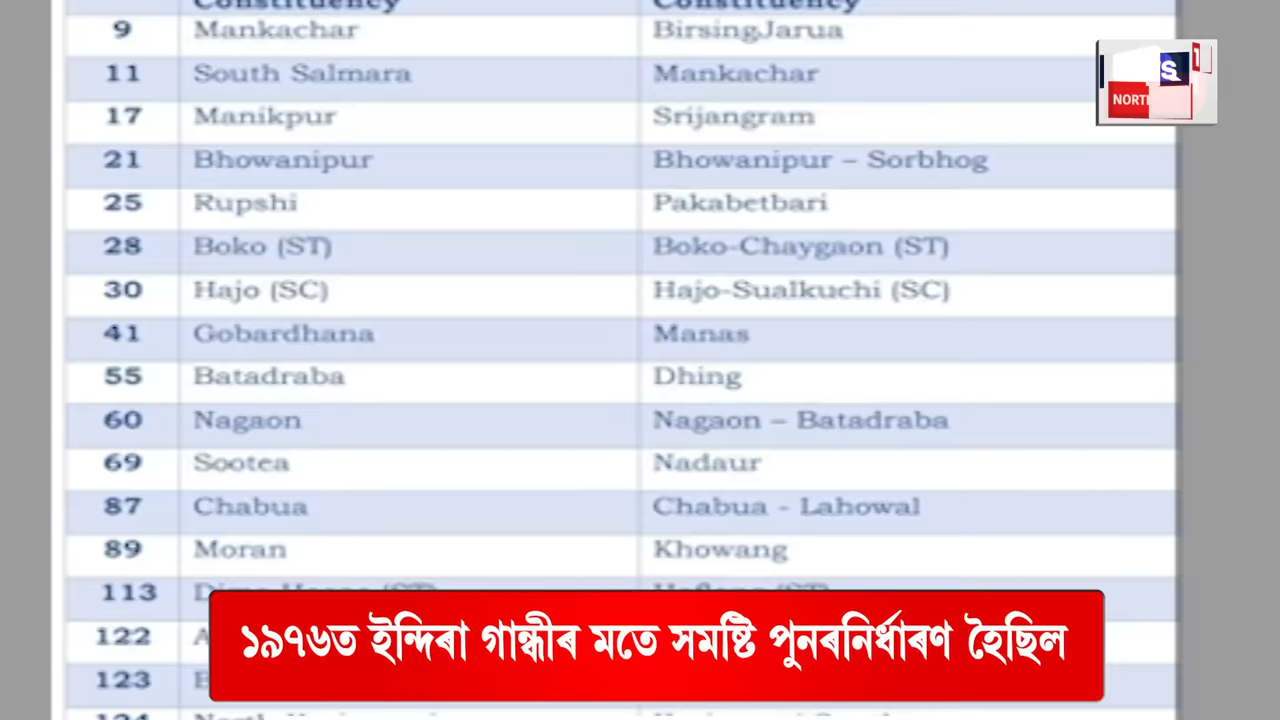 Constituency Constituency
9 Mankachar BirsingJarua
11 South Salmara Mankachar
17 Manikpur Srijangram
21 Bhowanipur Bhowanipur – Sorbhog
25 Rupshi Pakabetbari
28 Boko (ST) Boko-Chaygaon (ST)
30 Hajo (SC) Hajo-Sualkuchi (SC)
41 Gobardhana Manas
55 Batadraba Dhing
60 Nagaon Nagaon – Batadraba
69 Sootea Nadaur
87 Chabua Chabua - Lahowal
89 Moran Khowang
113
122
123
১৯৭৬ত ইন্দিৰা গান্ধীৰ মতে সমষ্টি পুনৰনিৰ্ধাৰণ হৈছিল